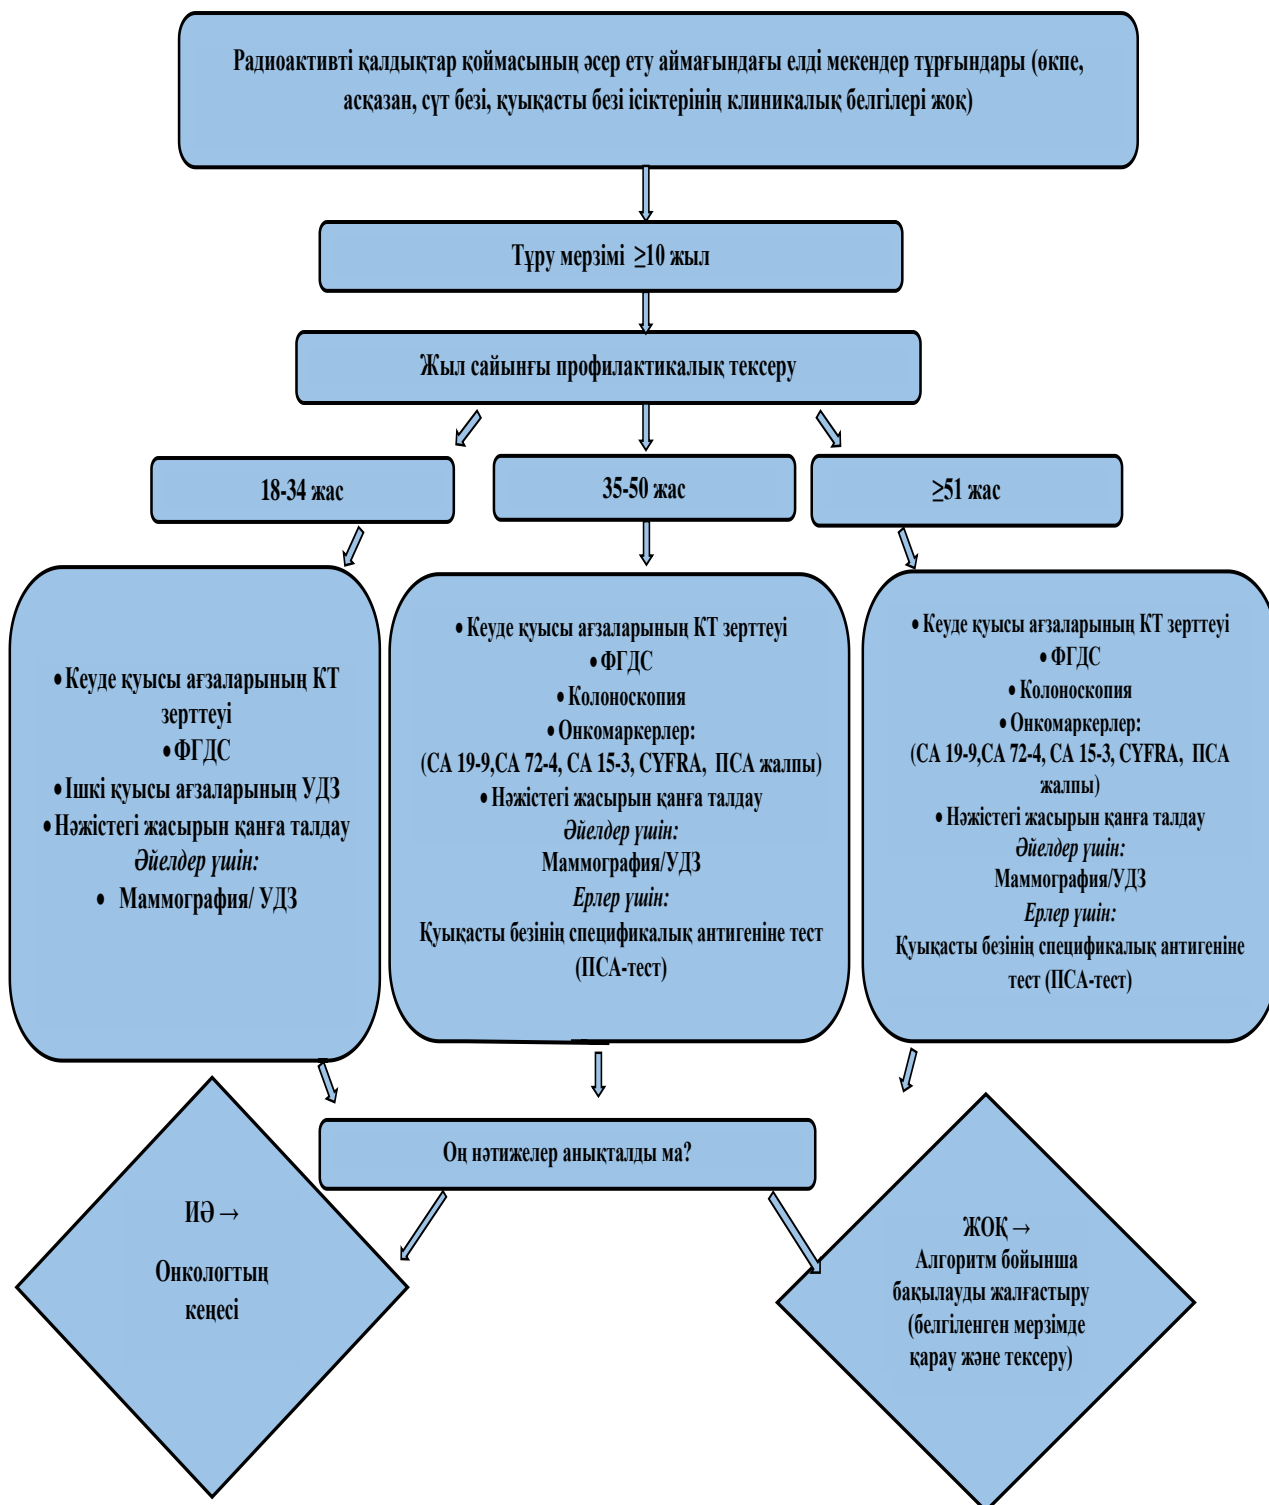 Радиоактивті қалдықтар қоймасының әсер ету аймағындағы елді мекендер тұрғындары (өкпе,
асқазан, сүт безі, қуықасты безі ісіктерінің клиникалық белгілері жоқ)
Тұру мерзімі ≥10 жыл
Жыл сайынғы профилактикалық тексеру
18-34 жас
35-50 жас
≥51 жас
• Кеуде қуысы ағзаларының КТ
зерттеуі
• ФГДС
• Ішкі қуысы ағзаларының УДЗ
• Нәжістегі жасырын қанға талдау
Әйелдер үшін:
• Маммография/ УДЗ
• Кеуде қуысы ағзаларының КТ зерттеуі
• ФГДС
• Колоноскопия
• Онкомаркерлер:
(СА 19-9,СА 72-4, СА 15-3, CYFRA, ПСА жалпы)
• Нәжістегі жасырын қанға талдау
Әйелдер үшін:
Маммография/УДЗ
Ерлер үшін:
Қуықасты безінің спецификалық антигеніне тест
(ПСА-тест)
• Кеуде қуысы ағзаларының КТ зерттеуі
• ФГДС
• Колоноскопия
• Онкомаркерлер:
(СА 19-9,СА 72-4, СА 15-3, CYFRA, ПСА
жалпы)
• Нәжістегі жасырын қанға талдау
Әйелдер үшін:
Маммография/УДЗ
Ерлер үшін:
Қуықасты безінің спецификалық антигеніне
тест (ПСА-тест)
Оң нәтижелер анықталды ма?
ИӘ →
Онкологтың
кеңесі
ЖОҚ →
Алгоритм бойынша
бақылауды жалғастыру
(белгіленген мерзімде
қарау және тексеру)